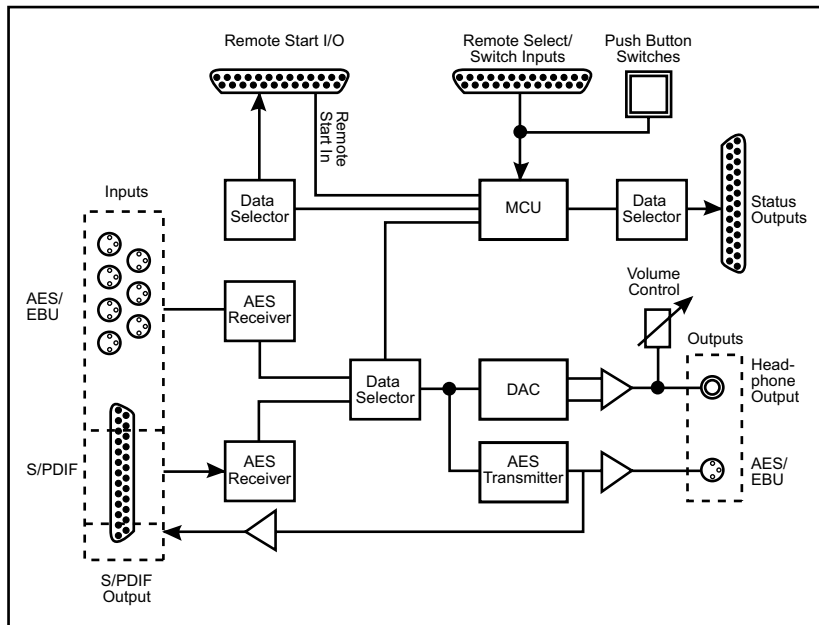 Remote Start I/O
Remote Select/
Switch Inputs
Push Button
Switches
Remote
Start In
Inputs
Data
Selector
MCU
Data
Selector
Status
Outputs
AES/
EBU
AES
Receiver
Volume
Control
Outputs
Data
Selector
DAC
Head-
phone
Output
S/PDIF
AES
Receiver
AES
Transmitter
AES/
EBU
S/PDIF
Output